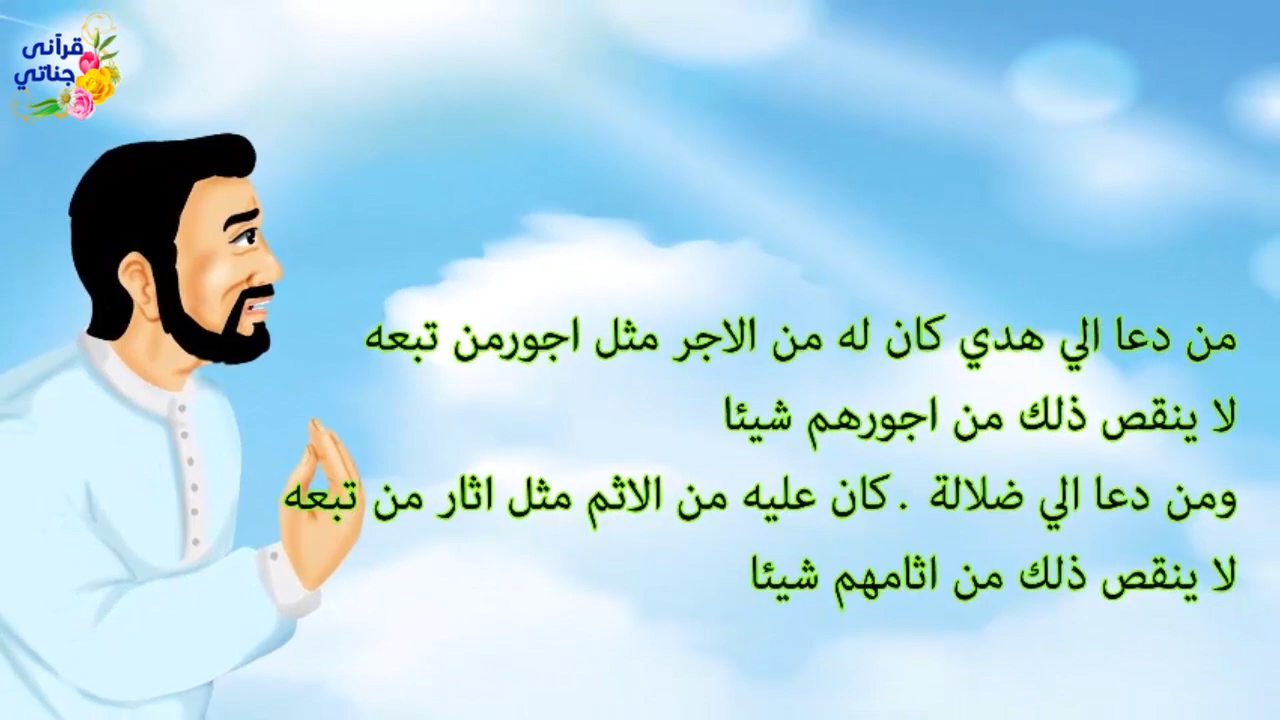 قرآنى
جناتي
من دعا الي هدي كان له من الاجر مثل اجورمن تبعه
لا ينقص ذلك من اجورهم شيئا
ومن دعا الي ضلالة . كان عليه من الاثم مثل اثار من تبعه
لا ينقص ذلك من اثامهم شيئا